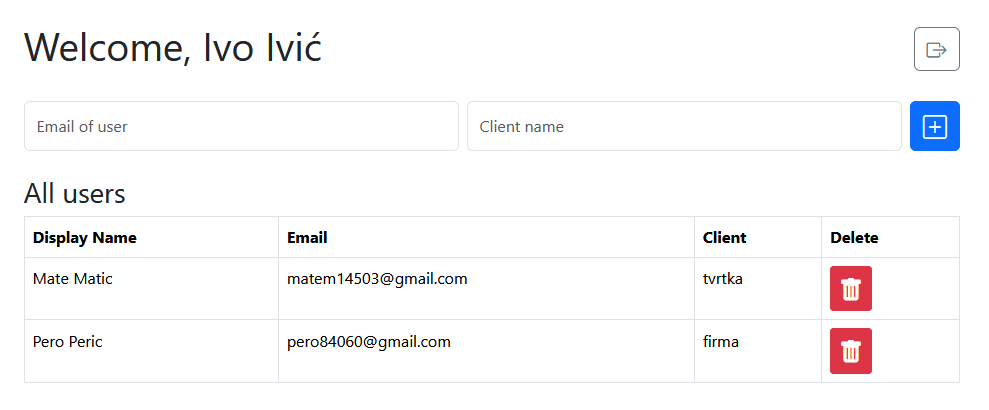 Welcome, Ivo Ivić
Email of user Client name
All users
Display Name Email Client Delete
Mate Matic matem14503@gmail.com tvrtka
Pero Peric pero84060@gmail.com firma